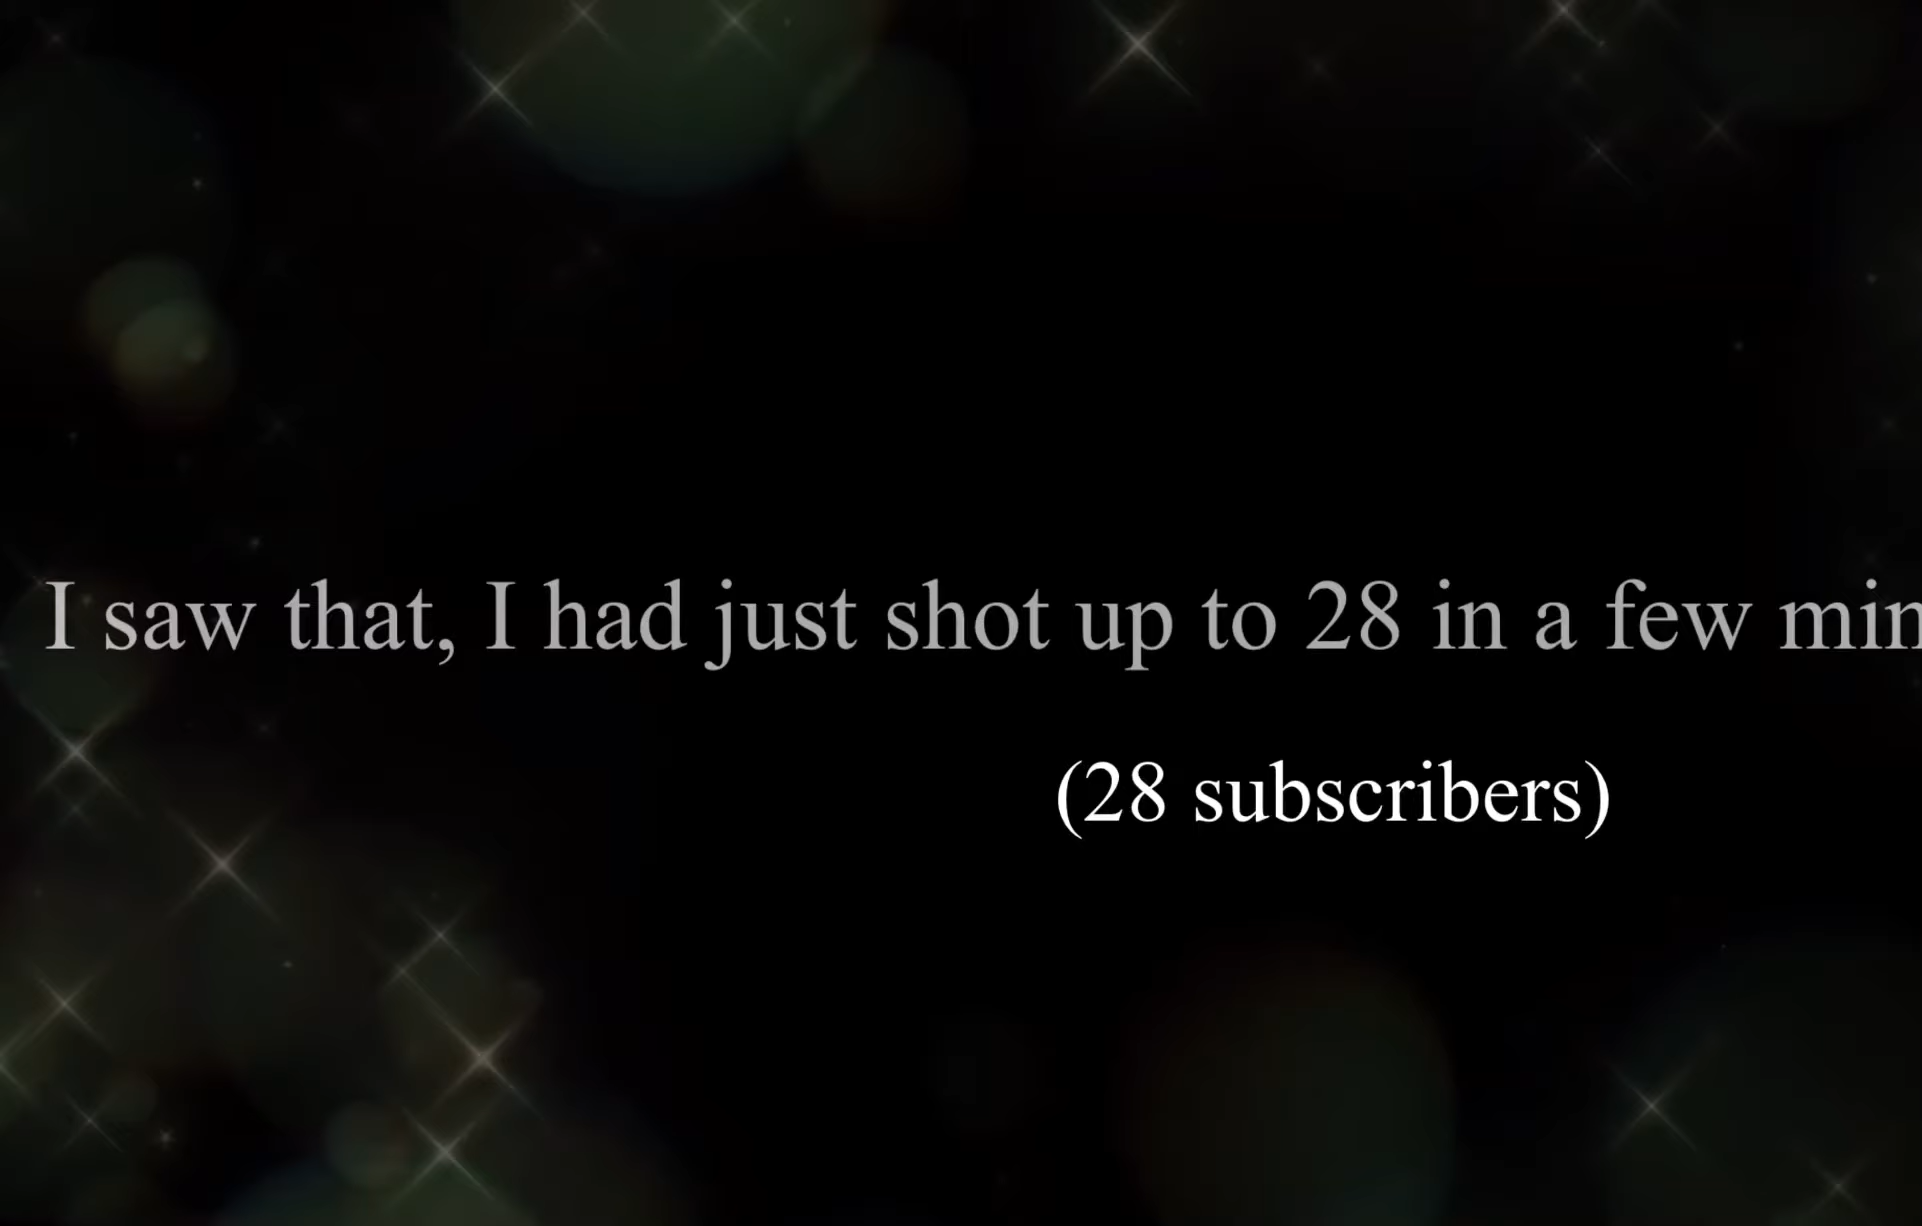 I saw that, I had just shot up to 28 in a few
(28 subscribers)